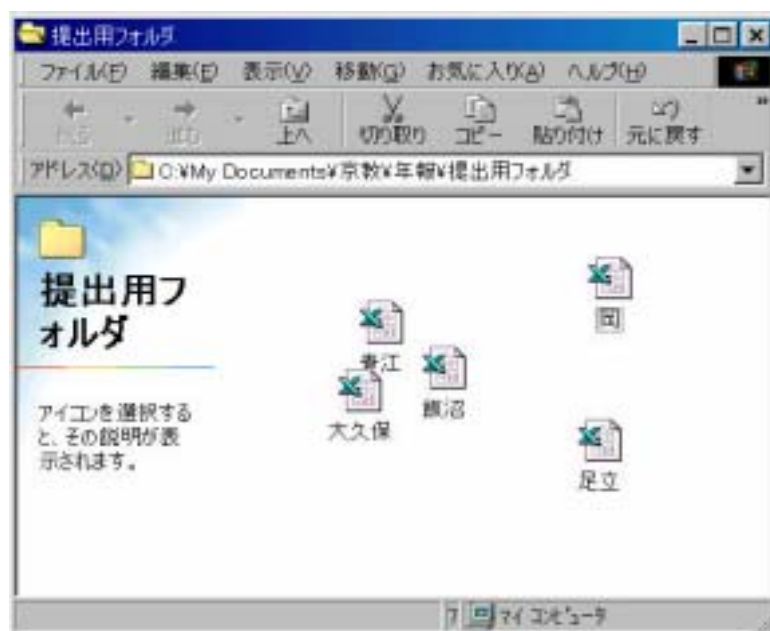 提出用フォルダ
ファイル(F) 編集(E) 表示(V) 移動(G) お気に入り(A) ヘルプ(H)
戻る 進む 上へ 切り取り コピー 貼り付け 元に戻す
アドレス(D) C:¥My Documents¥京教¥年報¥提出用フォルダ
提出用フ
ォルダ
アイコンを選択する
と、その説明が表
示されます。
岡
青江
飯沼
大久保
足立
マイ コンピュータ